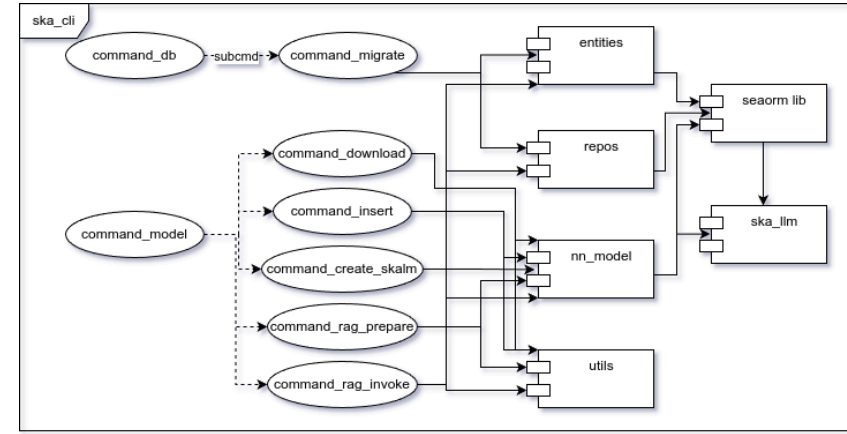 ska_cli
command_db
subcmd
command_migrate
entities
seaorm lib
repos
command_download
command_insert
command_model
ska_llm
nn_model
command_create_skalm
command_rag_prepare
utils
command_rag_invoke